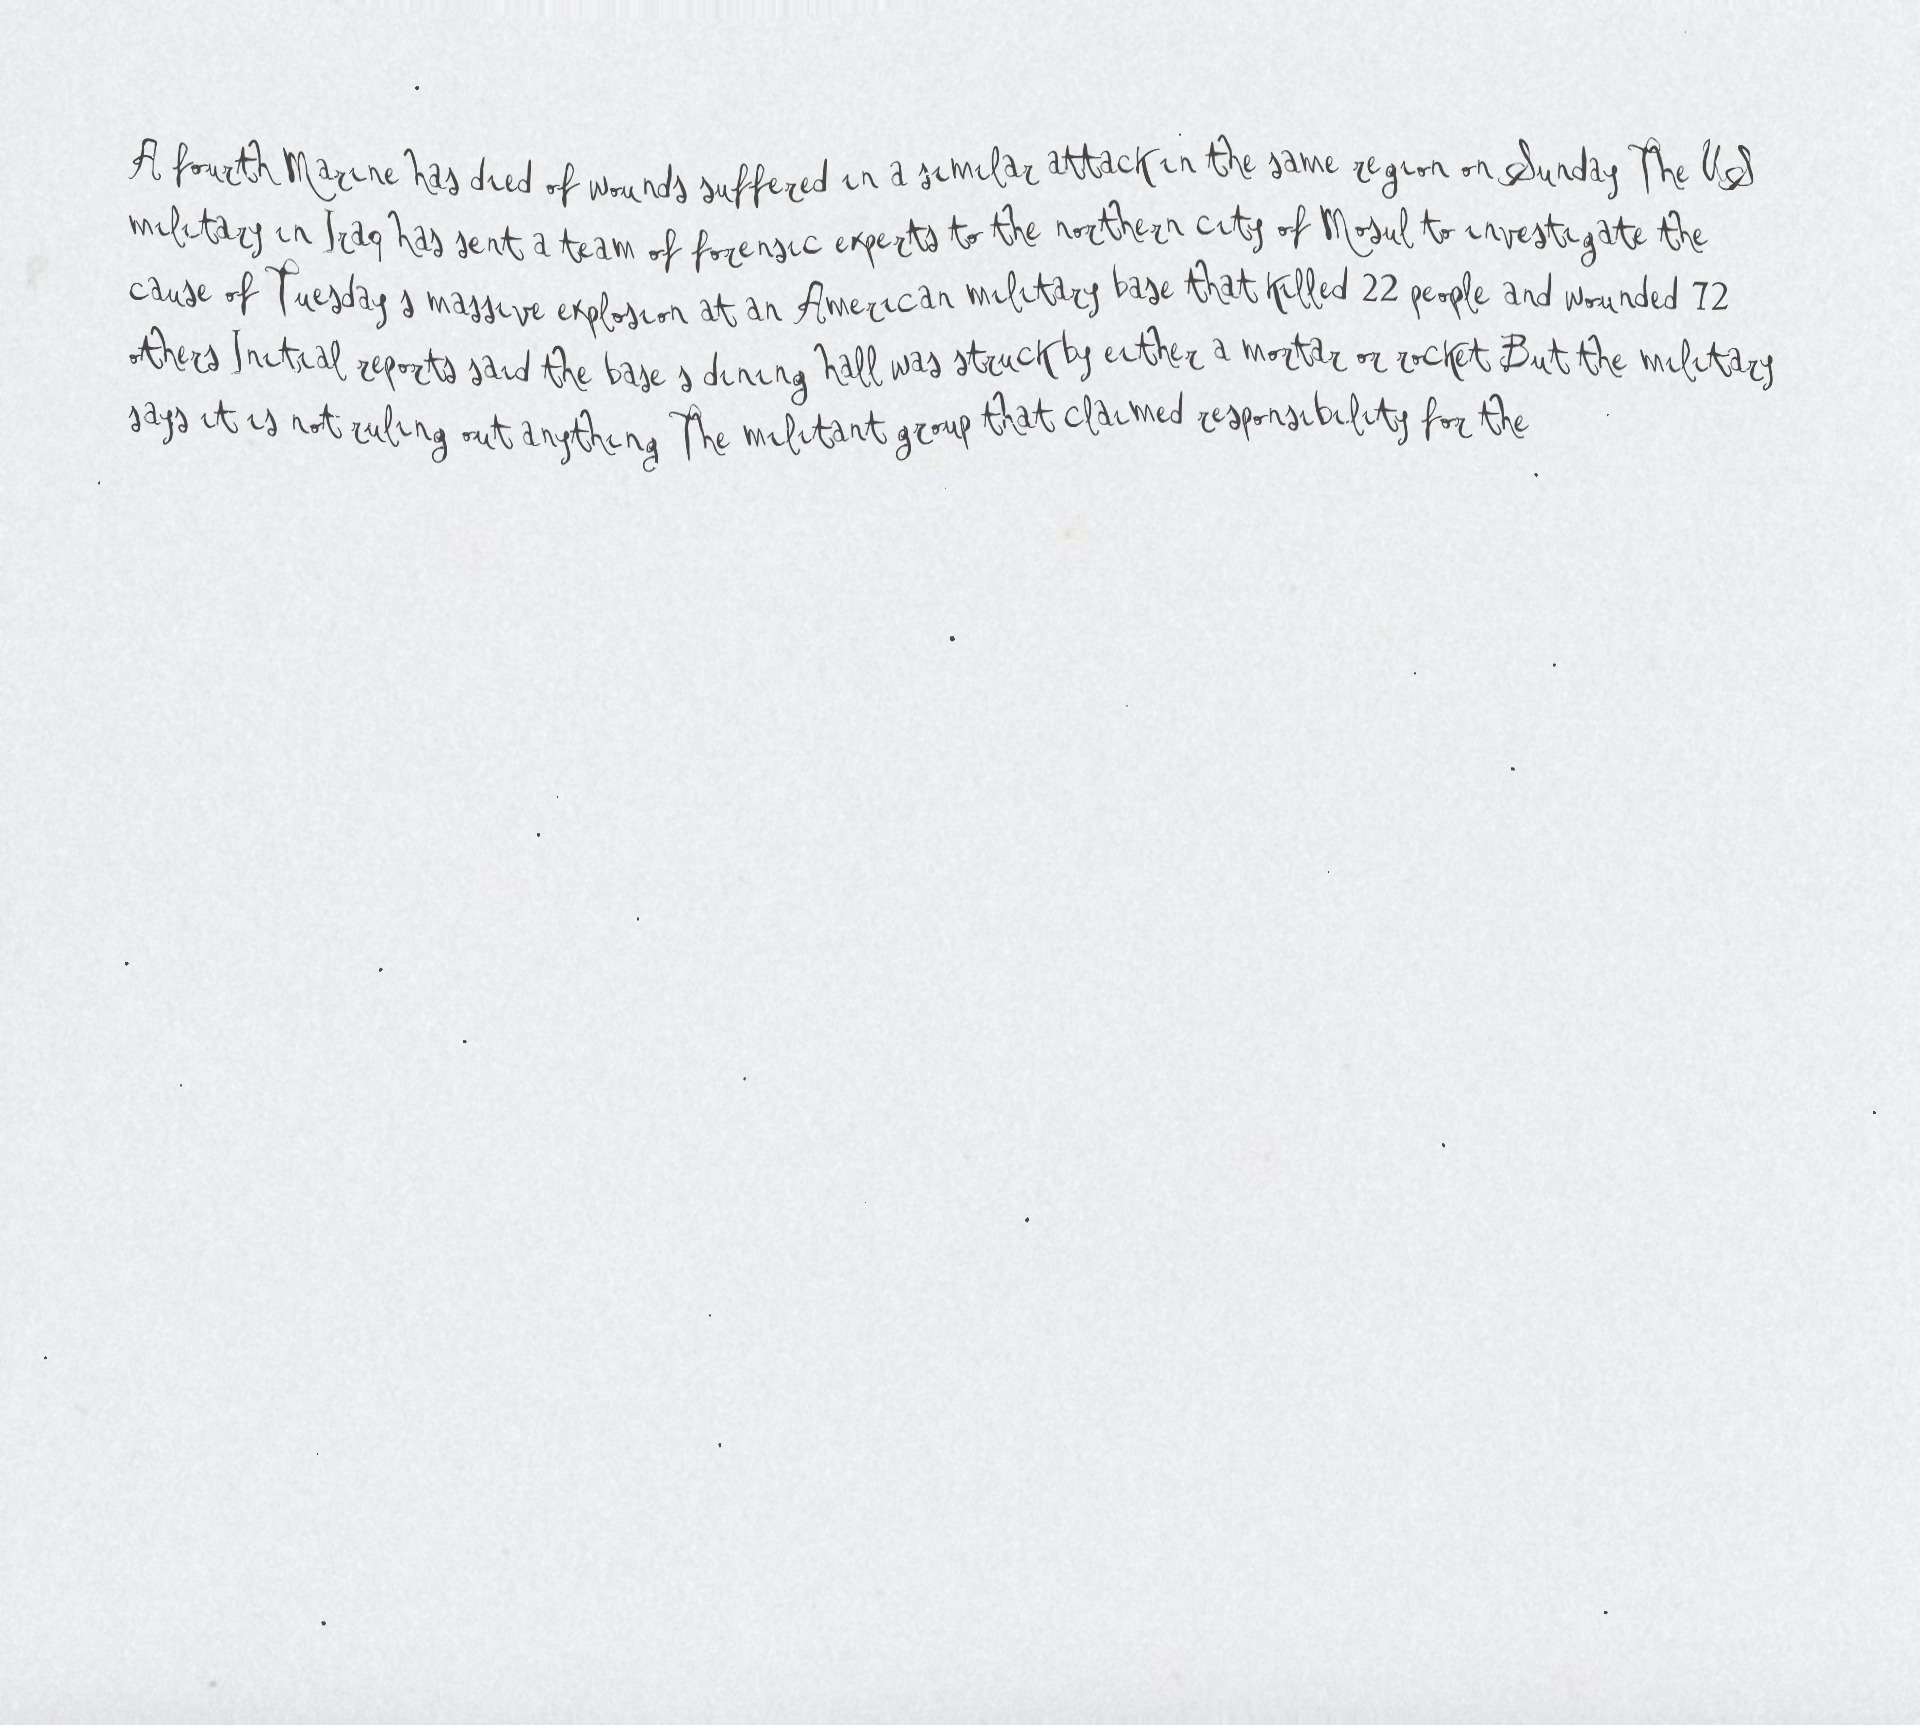 A fourth Marine has died of wounds suffered in a similar attack in the same region on Sunday The US
military in Iraq has sent a team of forensic experts to the northern city of Mosul to investigate the
cause of Tuesday s massive explosion at an American military base that killed 22 people and wounded 72
others Initial reports said the base s dining hall was struck by either a mortar or rocket But the military
says it is not ruling out anything The militant group that claimed responsibility for the